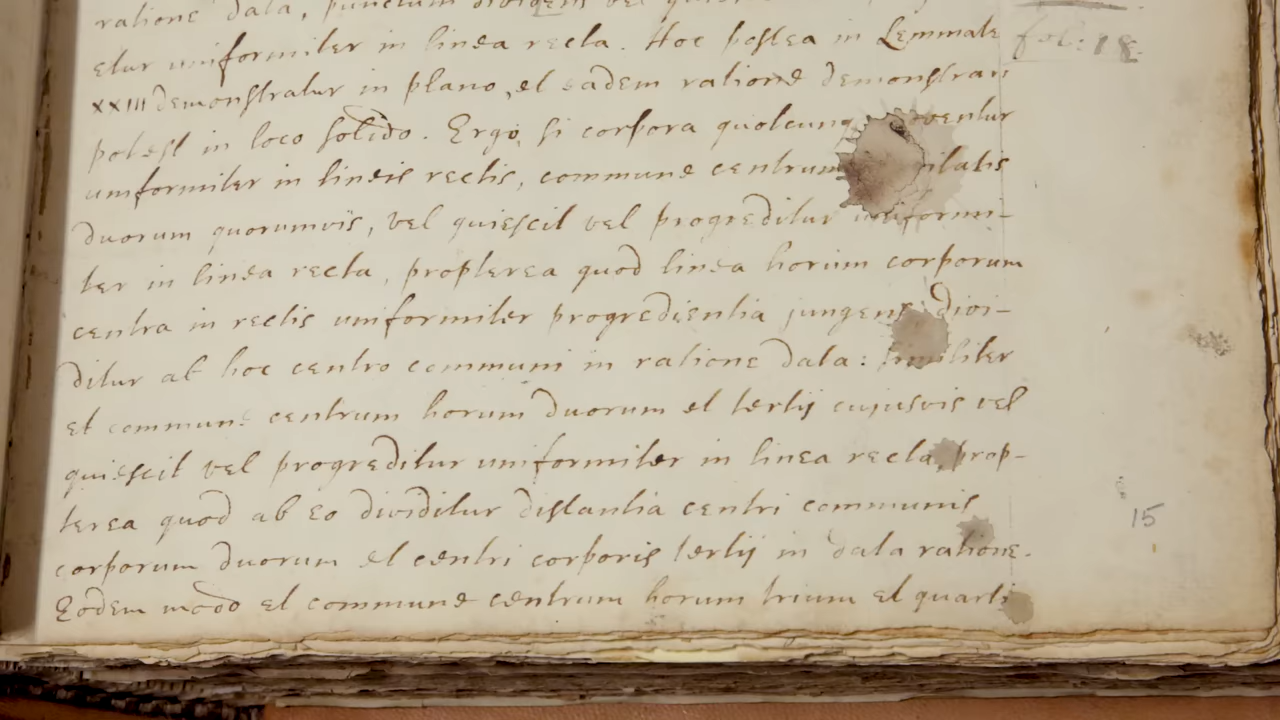 ratione data, punctum dividens vel
etur uniformiter in linea recta. Hoc postea in Lemmate
fol: 18.
XXIII demonstratur in plano, et eadem ratione demonstrari
potest in loco solido. Ergo, si corpora quotcunq moventur
uniformiter in lineis rectis, commune centrum gravitatis
duorum quorumvis, vel quiescit vel progreditur uniformi-
ter in linea recta, propterea quod linea horum corporum
centra in rectis uniformiter progredientia jungens divi-
ditur ab hoc centro communi in ratione data: similiter
et commune centrum horum duorum et tertij cujusvis vel
quiescit vel progreditur uniformiter in linea recta, prop-
terea quod ab eo dividitur distantia centri communis
15
corporum duorum et centri corporis tertij in data ratione.
Eodem modo et commune centrum horum trium et quarti